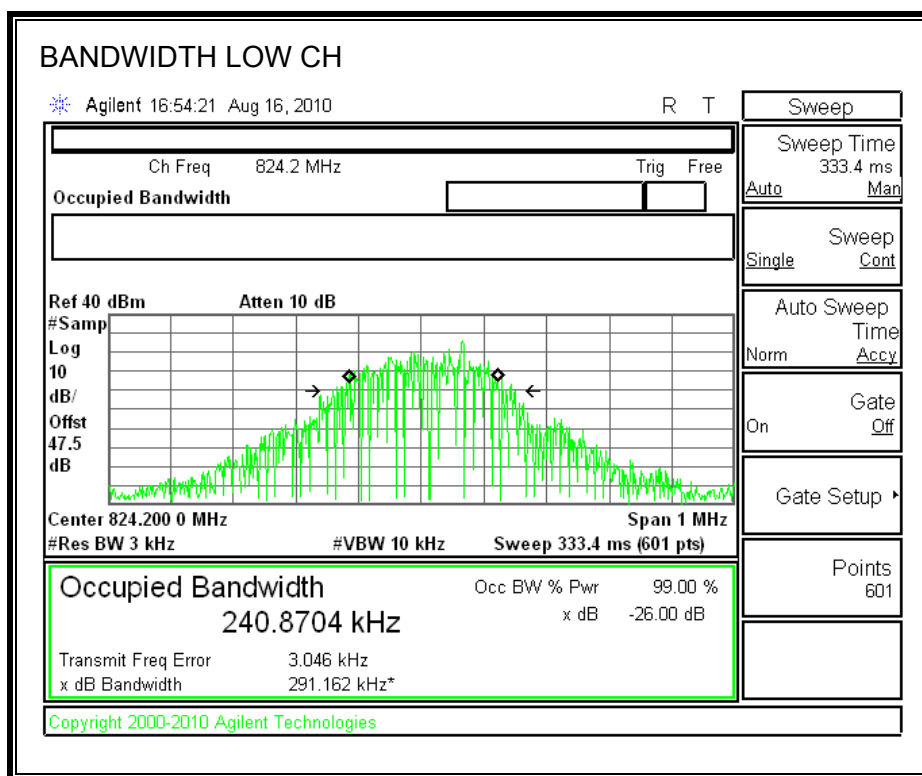 BANDWIDTH LOW CH
Agilent 16:54:21 Aug 16, 2010 R T
Ch Freq 824.2 MHz Trig Free
Occupied Bandwidth
Ref 40 dBm Atten 10 dB
#Samp
Log
10
dB/
Offst
47.5
dB
Center 824.200 0 MHz Span 1 MHz
#Res BW 3 kHz #VBW 10 kHz Sweep 333.4 ms (601 pts)
Occupied Bandwidth Occ BW % Pwr 99.00 %
240.8704 kHz x dB -26.00 dB
Transmit Freq Error 3.046 kHz
x dB Bandwidth 291.162 kHz*
Copyright 2000-2010 Agilent Technologies
Sweep
Sweep Time
333.4 ms
Auto Man
Sweep
Single Cont
Auto Sweep
Time
Norm Accy
Gate
On Off
Gate Setup
Points
601